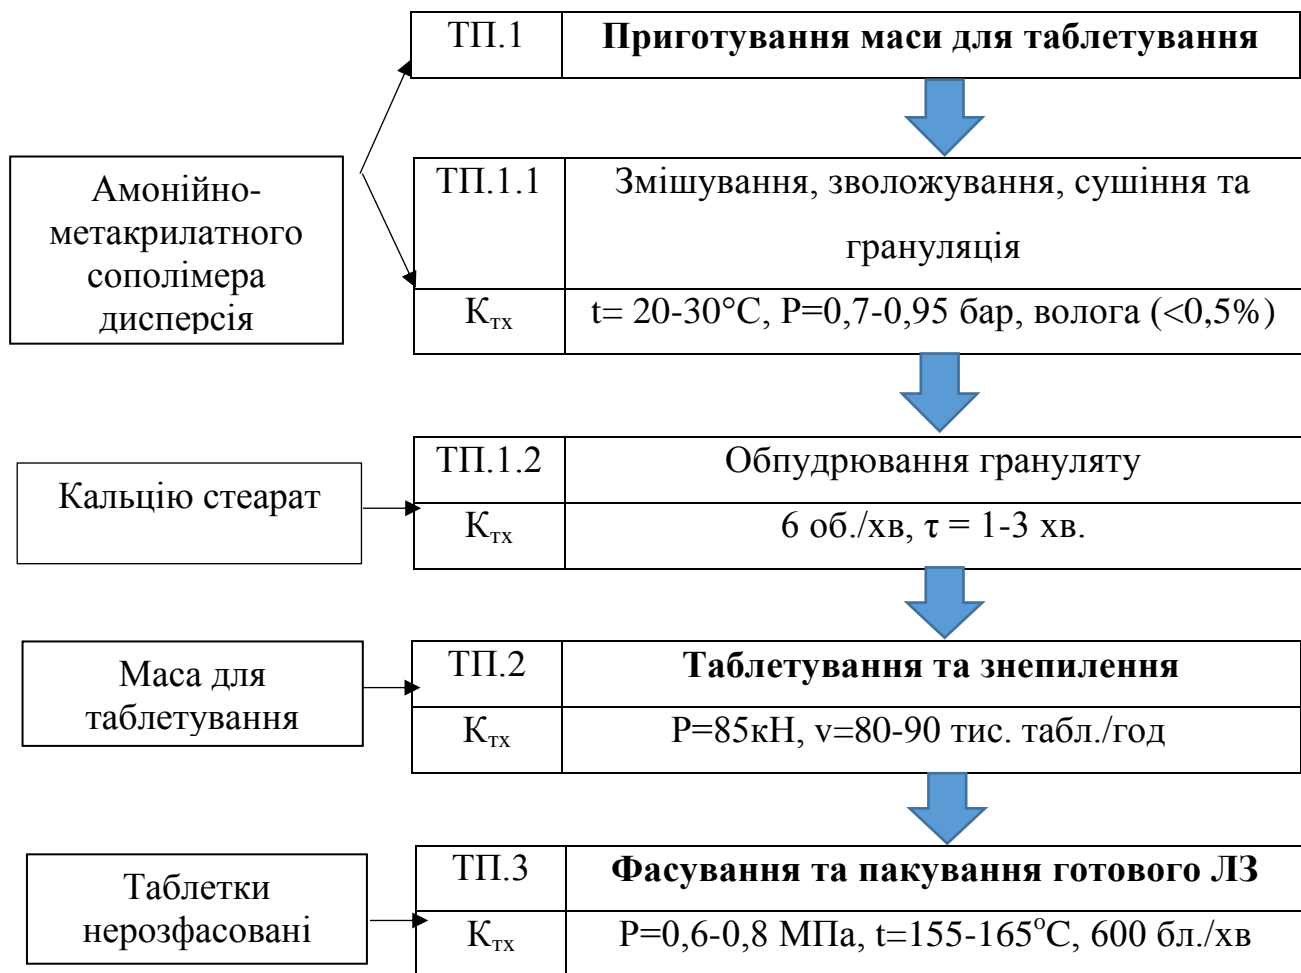 ТП.1 Приготування маси для таблетування
Амонійно-
метакрилатного
сополімера
дисперсія
ТП.1.1 Змішування, зволожування, сушіння та
грануляція
Ктх t= 20-30°С, Р=0,7-0,95 бар, волога (<0,5%)
Кальцію стеарат
ТП.1.2 Обпудрювання грануляту
Ктх 6 об./хв, τ = 1-3 хв.
Маса для
таблетування
ТП.2 Таблетування та знепилення
Ктх Р=85кН, v=80-90 тис. табл./год
Таблетки
нерозфасовані
ТП.3 Фасування та пакування готового ЛЗ
Ктх Р=0,6-0,8 МПа, t=155-165°С, 600 бл./хв